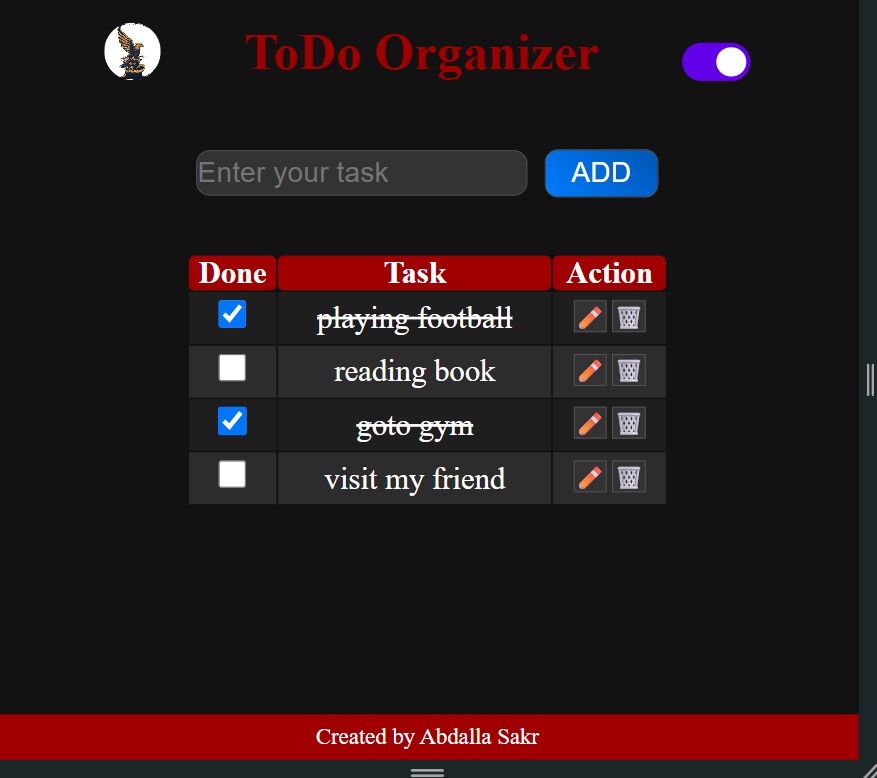 ToDo Organizer
Enter your task
ADD
Done Task Action
playing football
reading book
goto gym
visit my friend
Created by Abdalla Sakr